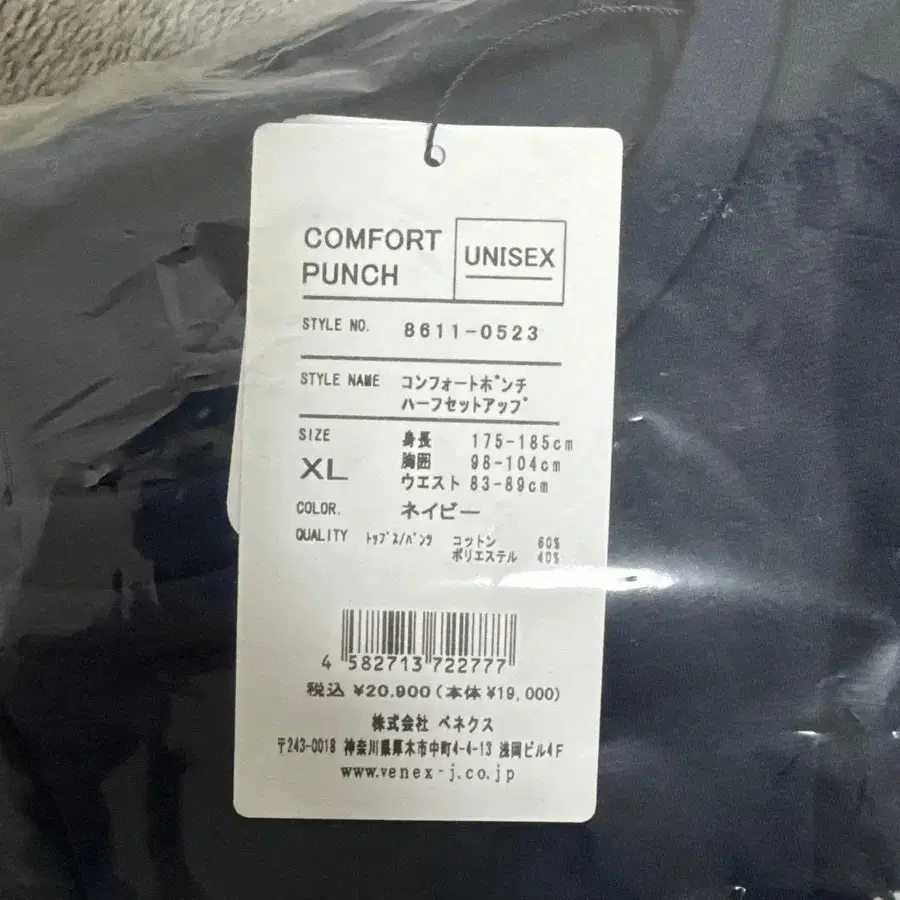 COMFORT
PUNCH
UNISEX
STYLE NO. 8611-0523
STYLE NAME コンフォートポンチ
ハーフセットアップ
SIZE 身長 175-185cm
XL 胸囲 98-104cm
ウエスト 83-89cm
COLOR. ネイビー
QUALITY トップス/パンツ コットン 60%
ポリエステル 40%
4 582713 722777
税込 ¥20,900(本体 ¥19,000)
株式会社 ベネクス
〒243-0018 神奈川県厚木市中町4-4-13 浅岡ビル4F
www.venex-j.co.jp